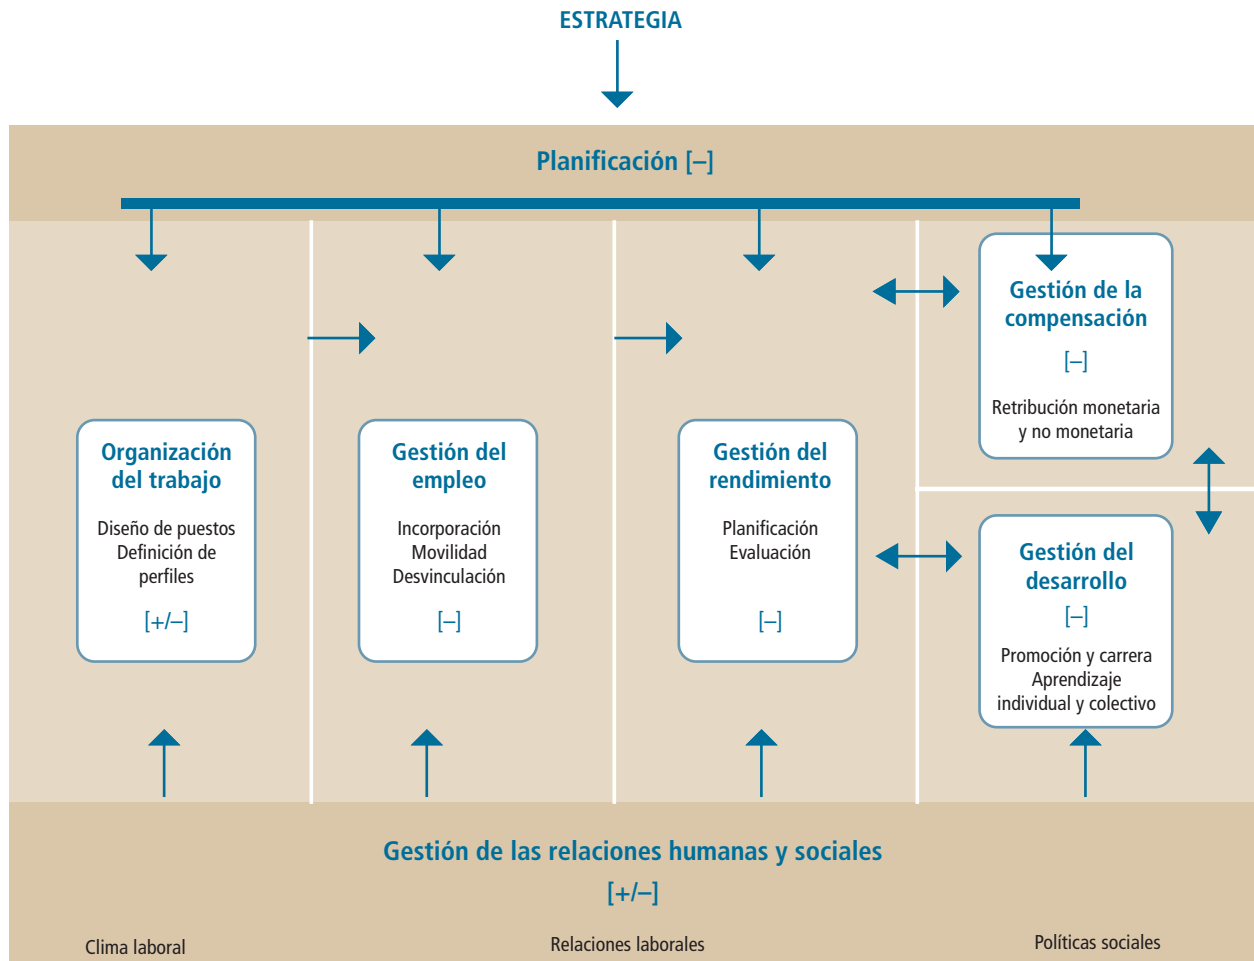 ESTRATEGIA
Planificación [–]
Organización
del trabajo
Diseño de puestos
Definición de
perfiles
[+/–]
Gestión del
empleo
Incorporación
Movilidad
Desvinculación
[–]
Gestión del
rendimiento
Planificación
Evaluación
[–]
Gestión de la
compensación
[–]
Retribución monetaria
y no monetaria
Gestión del
desarrollo
[–]
Promoción y carrera
Aprendizaje
individual y colectivo
Gestión de las relaciones humanas y sociales
[+/–]
Clima laboral
Relaciones laborales
Políticas sociales